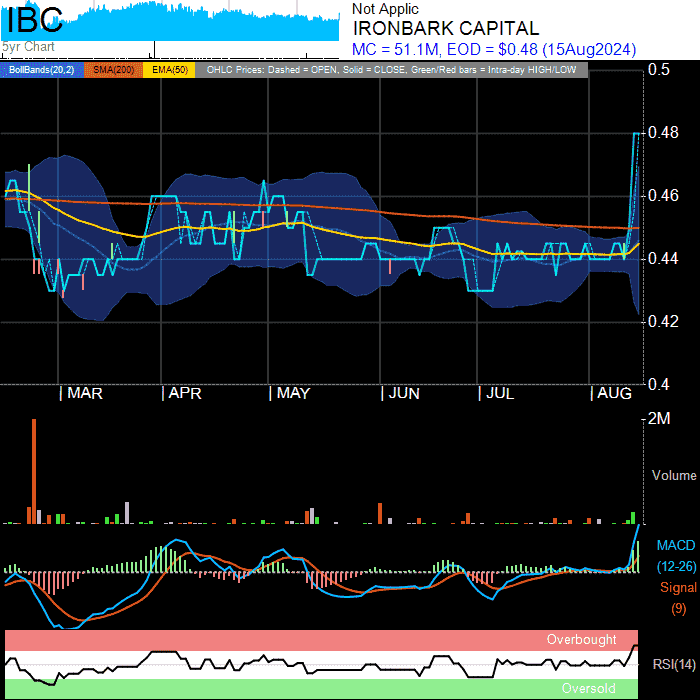 IBC
5yr Chart
Not Applic
IRONBARK CAPITAL
MC = 51.1M, EOD = $0.48 (15Aug2024)
BollBands(20,2) SMA(200) EMA(50) OHLC Prices: Dashed = OPEN, Solid = CLOSE, Green/Red bars = Intra-day HIGH/LOW
0.5
0.48
0.46
0.44
0.42
0.4
MAR APR MAY JUN JUL AUG
2M
Volume
MACD
(12-26)
Signal
(9)
Overbought
RSI(14)
Oversold